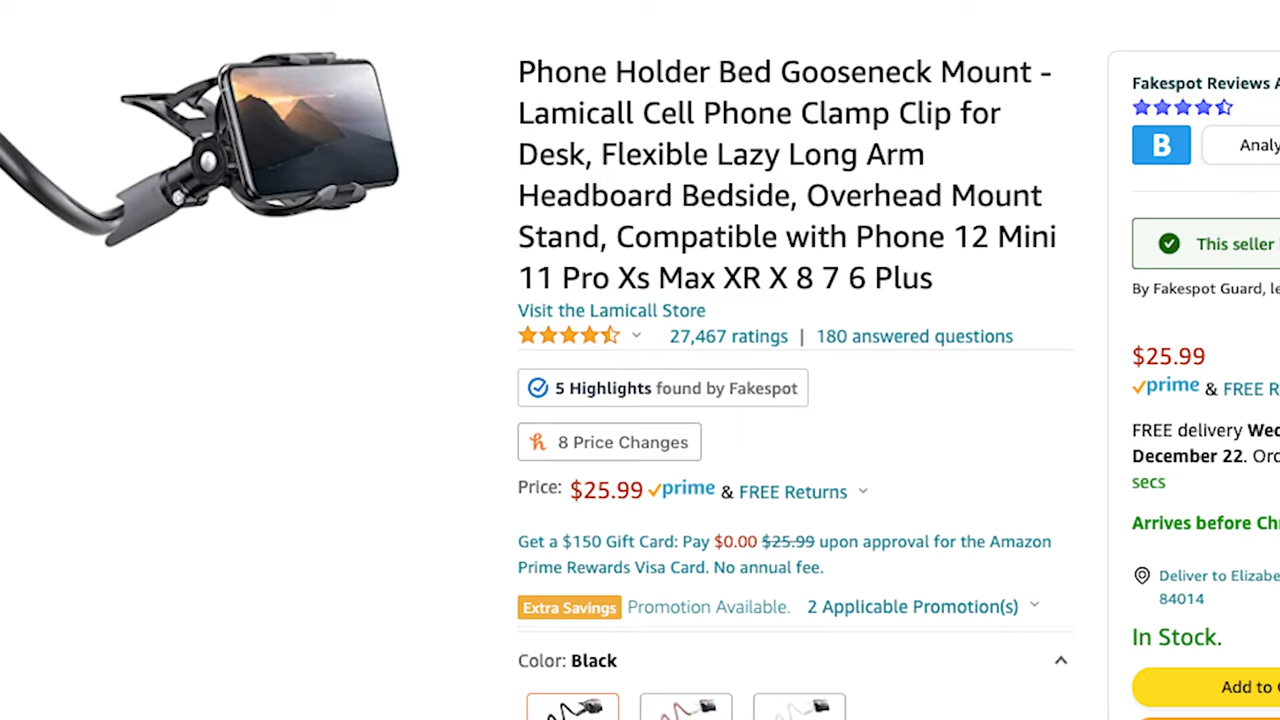 Phone Holder Bed Gooseneck Mount -
Lamicall Cell Phone Clamp Clip for
Desk, Flexible Lazy Long Arm
Headboard Bedside, Overhead Mount
Stand, Compatible with Phone 12 Mini
11 Pro Xs Max XR X 8 7 6 Plus
Visit the Lamicall Store
27,467 ratings | 180 answered questions
5 Highlights found by Fakespot
8 Price Changes
Price: $25.99 prime & FREE Returns
Get a $150 Gift Card: Pay $0.00 $25.99 upon approval for the Amazon
Prime Rewards Visa Card. No annual fee.
Extra Savings Promotion Available. 2 Applicable Promotion(s)
Color: Black
Fakespot Reviews
B
Analy
This seller
By Fakespot Guard, le
$25.99
prime & FREE R
FREE delivery Wed
December 22. Ord
secs
Arrives before Ch
Deliver to Elizabe
84014
In Stock.
Add to